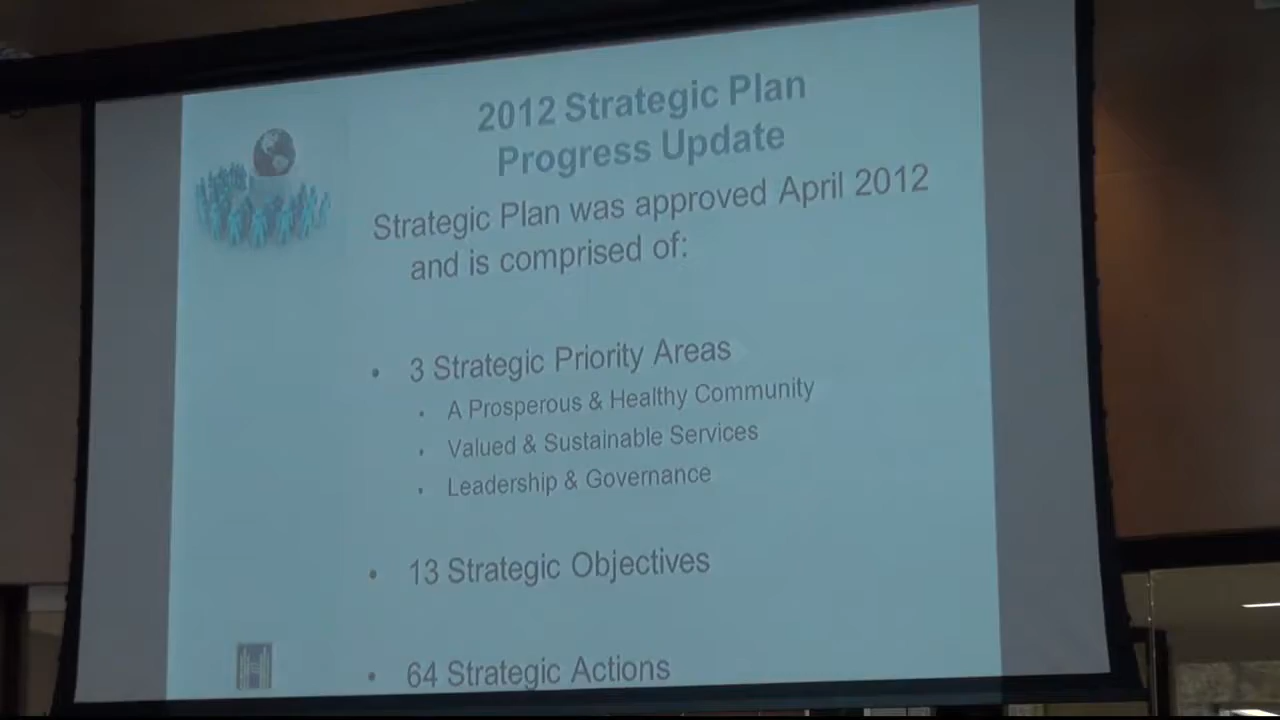 2012 Strategic Plan
Progress Update
Strategic Plan was approved April 2012
and is comprised of:
• 3 Strategic Priority Areas
• A Prosperous & Healthy Community
• Valued & Sustainable Services
• Leadership & Governance
• 13 Strategic Objectives
• 64 Strategic Actions